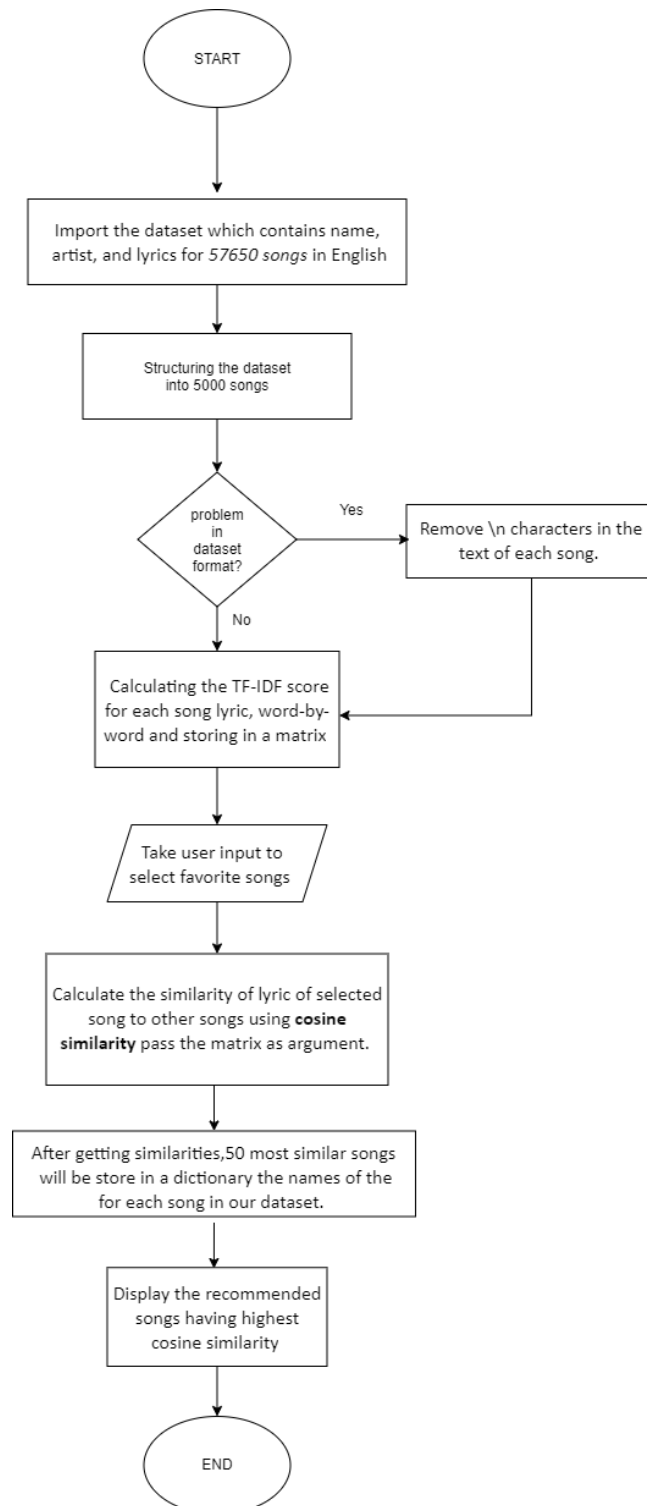 START
Import the dataset which contains name,
artist, and lyrics for 57650 songs in English
Structuring the dataset
into 5000 songs
problem
in
dataset
format?
Yes
Remove \n characters in the
text of each song.
No
Calculating the TF-IDF score
for each song lyric, word-by-
word and storing in a matrix
Take user input to
select favorite songs
Calculate the similarity of lyric of selected
song to other songs using cosine
similarity pass the matrix as argument.
After getting similarities,50 most similar songs
will be store in a dictionary the names of the
for each song in our dataset.
Display the recommended
songs having highest
cosine similarity
END